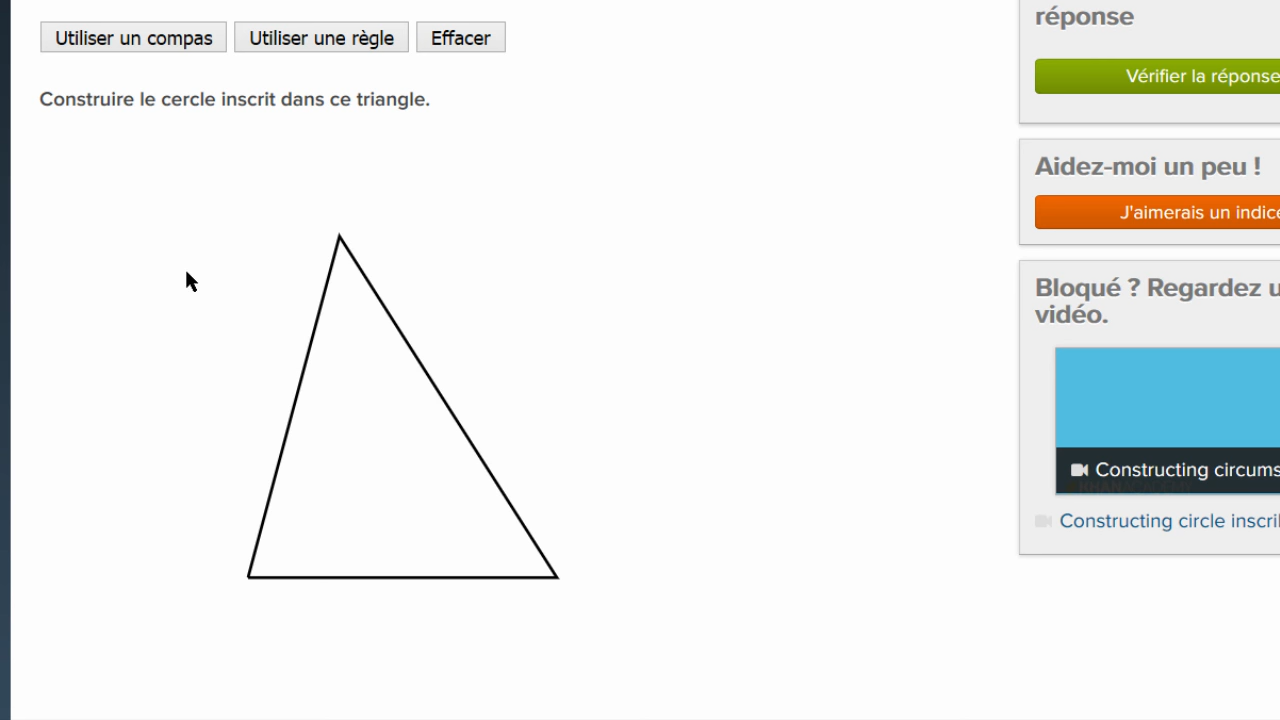 réponse
Utiliser un compas Utiliser une règle Effacer
Vérifier la réponse
Construire le cercle inscrit dans ce triangle.
Aidez-moi un peu !
J'aimerais un indice
Bloqué ? Regardez u
vidéo.
Constructing circums
Constructing circle inscri